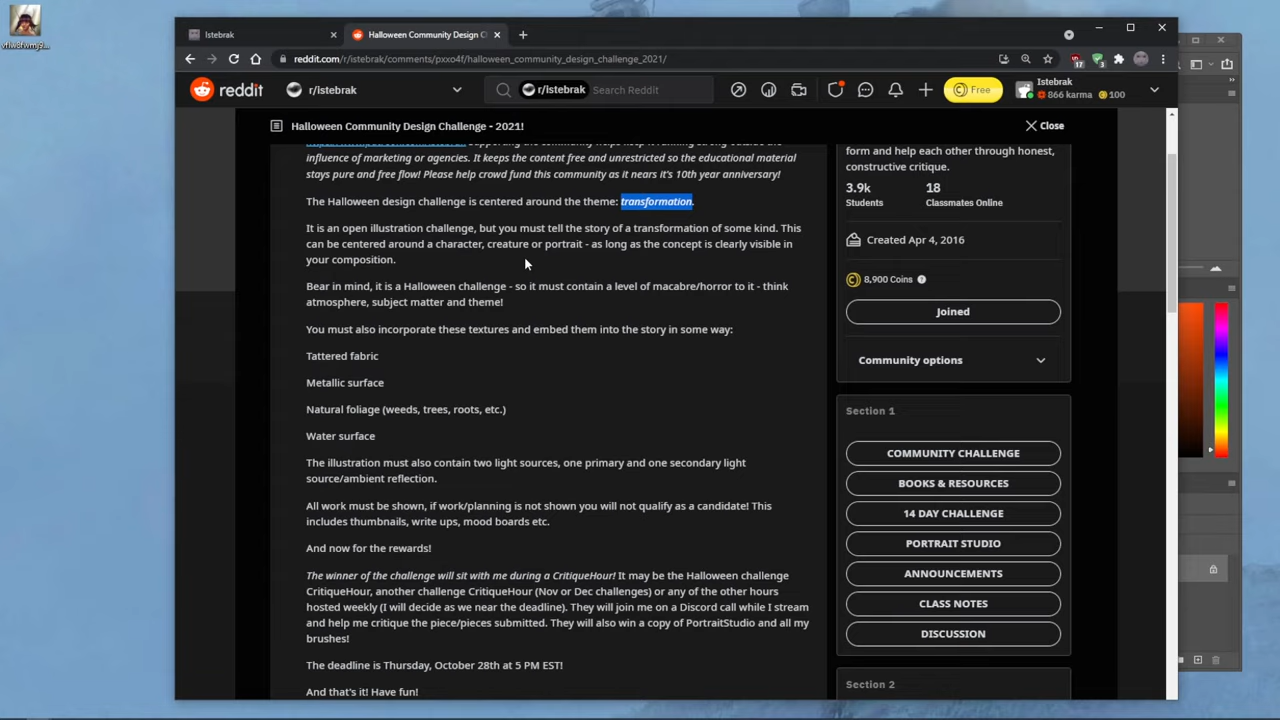 Istebrak
Halloween Community Design C
reddit.com/r/istebrak/comments/pxxo4f/halloween_community_design_challenge_2021/
17
3
reddit
r/istebrak
r/istebrak
Search Reddit
Free
Istebrak
866 karma
100
Halloween Community Design Challenge - 2021!
Close
influence of marketing or agencies. It keeps the content free and unrestricted so the educational material
stays pure and free flow! Please help crowd fund this community as it nears it's 10th year anniversary!
The Halloween design challenge is centered around the theme: transformation.
It is an open illustration challenge, but you must tell the story of a transformation of some kind. This
can be centered around a character, creature or portrait - as long as the concept is clearly visible in
your composition.
Bear in mind, it is a Halloween challenge - so it must contain a level of macabre/horror to it - think
atmosphere, subject matter and theme!
You must also incorporate these textures and embed them into the story in some way:
Tattered fabric
Metallic surface
Natural foliage (weeds, trees, roots, etc.)
Water surface
The illustration must also contain two light sources, one primary and one secondary light
source/ambient reflection.
All work must be shown, if work/planning is not shown you will not qualify as a candidate! This
includes thumbnails, write ups, mood boards etc.
And now for the rewards!
The winner of the challenge will sit with me during a CritiqueHour! It may be the Halloween challenge
CritiqueHour, another challenge CritiqueHour (Nov or Dec challenges) or any of the other hours
hosted weekly (I will decide as we near the deadline). They will join me on a Discord call while I stream
and help me critique the piece/pieces submitted. They will also win a copy of PortraitStudio and all my
brushes!
The deadline is Thursday, October 28th at 5 PM EST!
And that's it! Have fun!
form and help each other through honest,
constructive critique.
3.9k
18
Students
Classmates Online
Created Apr 4, 2016
8,900 Coins
Joined
Community options
Section 1
COMMUNITY CHALLENGE
BOOKS & RESOURCES
14 DAY CHALLENGE
PORTRAIT STUDIO
ANNOUNCEMENTS
CLASS NOTES
DISCUSSION
Section 2